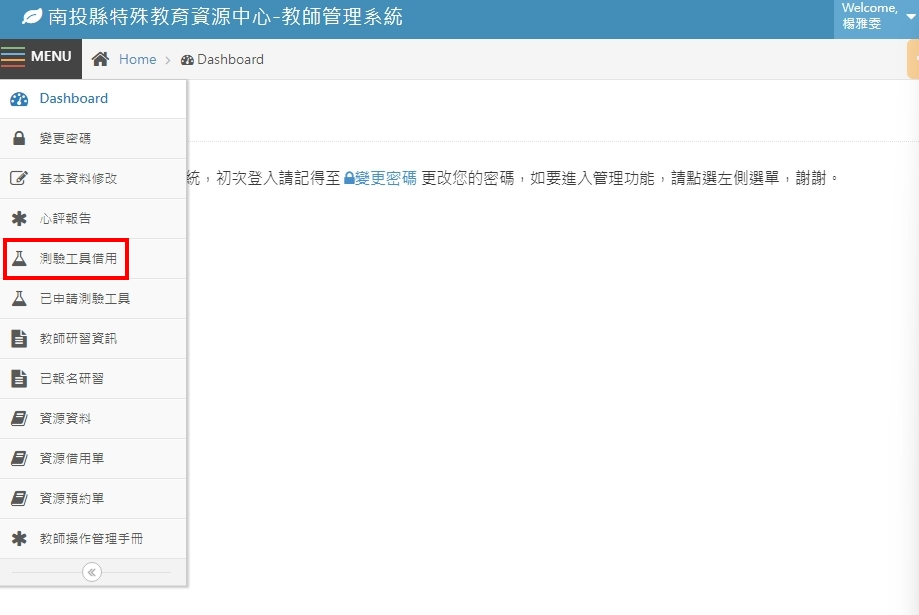 南投縣特殊教育資源中心-教師管理系統
Welcome,
楊雅雯
MENU
Home > Dashboard
Dashboard
變更密碼
基本資料修改
統，初次登入請記得至變更密碼 更改您的密碼，如要進入管理功能，請點選左側選單，謝謝。
心評報告
測驗工具借用
已申請測驗工具
教師研習資訊
已報名研習
資源資料
資源借用單
資源預約單
教師操作管理手冊